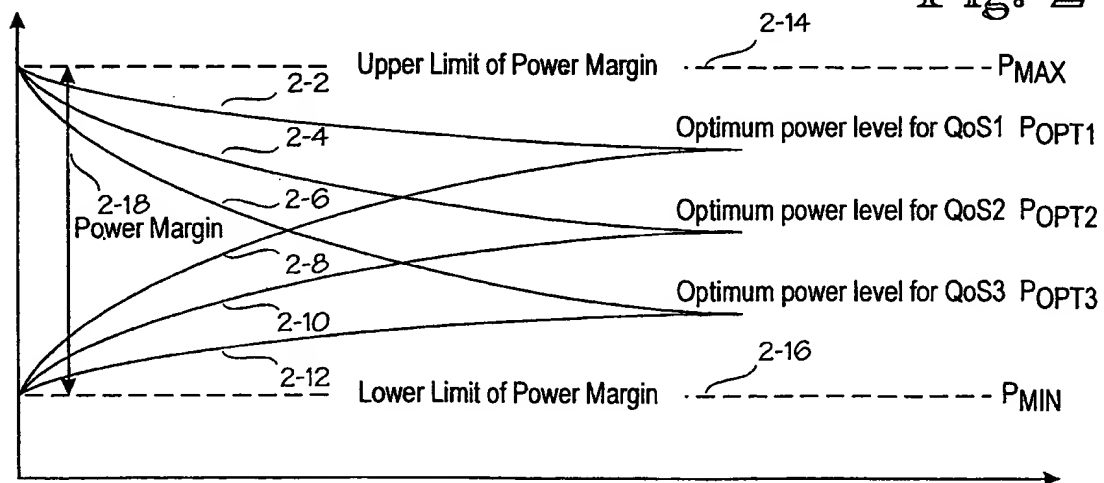 Fig. 2
2-14
Upper Limit of Power Margin
PMAX
2-2
Optimum power level for QoS1 POPT1
2-4
2-18
2-6
Power Margin
Optimum power level for QoS2 POPT2
2-8
Optimum power level for QoS3 POPT3
2-10
2-12
2-16
Lower Limit of Power Margin
PMIN